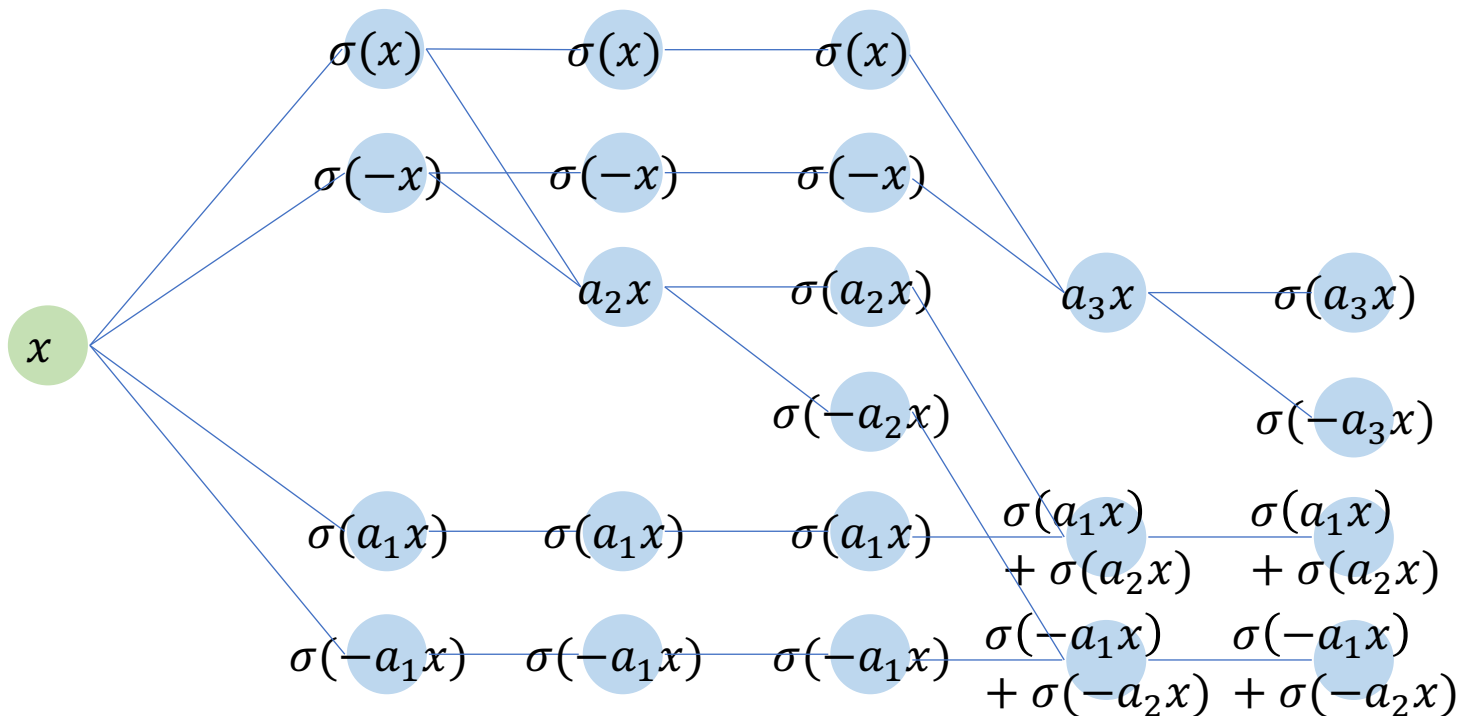 σ(x) σ(x) σ(x)
σ(−x) σ(−x) σ(−x)
a₂x σ(a₂x) a₃x σ(a₃x)
x
σ(−a₂x) σ(−a₃x)
σ(a₁x) σ(a₁x) σ(a₁x) σ(a₁x) σ(a₁x)
+ σ(a₂x) + σ(a₂x)
σ(−a₁x) σ(−a₁x) σ(−a₁x) σ(−a₁x) σ(−a₁x)
+ σ(−a₂x) + σ(−a₂x)